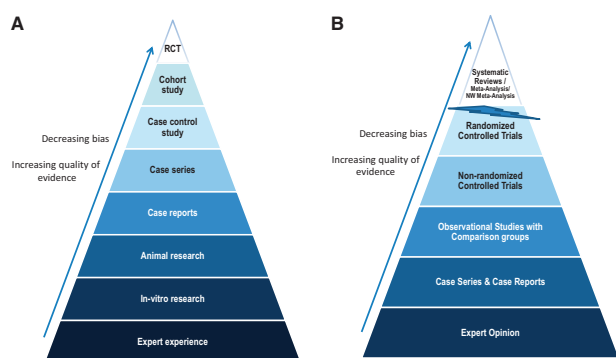 A
RCT
Cohort
study
Case control
study
Case series
Case reports
Animal research
In-vitro research
Expert experience
Decreasing bias
Increasing quality of
evidence
B
Systematic
Reviews /
Meta-Analysis/
NW Meta-Analysis
Randomized
Controlled Trials
Non-randomized
Controlled Trials
Observational Studies with
Comparison groups
Case Series & Case Reports
Expert Opinion
Decreasing bias
Increasing quality of
evidence